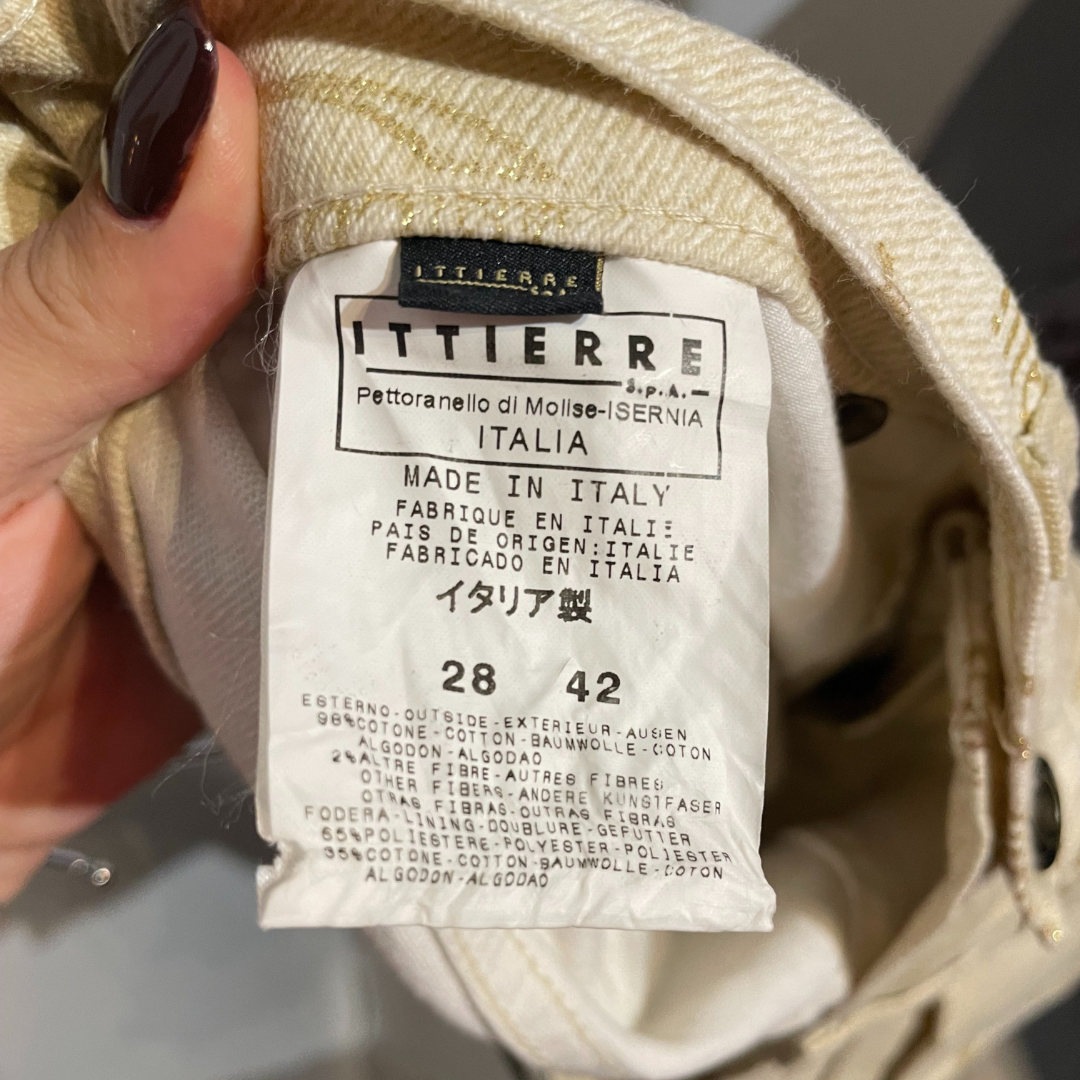 ITTIERRE
S.p.A.
ITTIERRE
S.p.A.
Pettoranello di Molise-ISERNIA
ITALIA
MADE IN ITALY
FABRIQUE EN ITALIE
PAIS DE ORIGEN:ITALIE
FABRICADO EN ITALIA
イタリア製
28 42
ESTERNO-OUTSIDE-EXTERIEUR-AUSEN
98%COTONE-COTTON-BAUMWOLLE-COTON
ALGODON-ALGODAO
2%ALTRE FIBRE-AUTRES FIBRES
OTHER FIBERS-ANDERE KUNSTFASER
OTRAS FIBRAS-OUTRAS FIBRAS
FODERA-LINING-DOUBLURE-GEFUTTER
65%POLIESTERE-POLYESTER-POLIESTER
35%COTONE-COTTON-BAUMWOLLE-COTON
ALGODON-ALGODAO